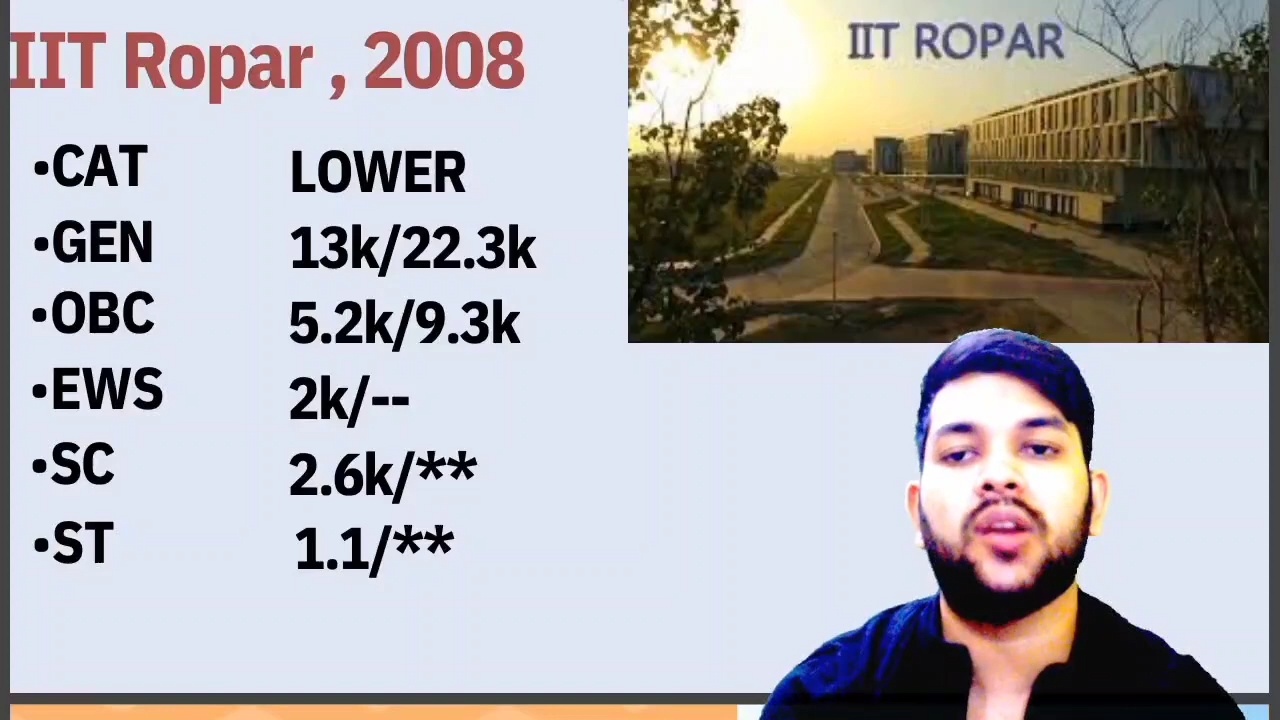 IIT Ropar , 2008
IIT ROPAR
•CAT LOWER
•GEN 13k/22.3k
•OBC 5.2k/9.3k
•EWS 2k/--
•SC 2.6k/**
•ST 1.1/**